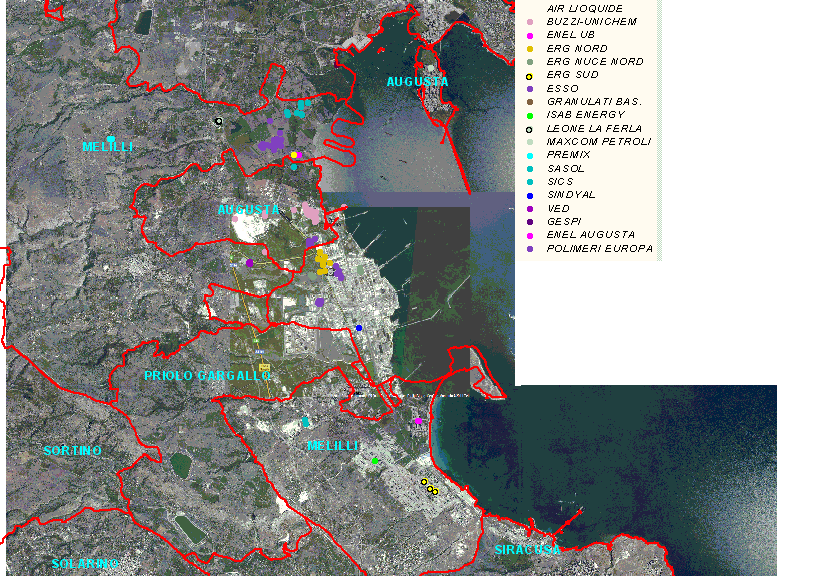 AIR LIOQUIDE
BUZZI-UNICHEM
ENEL UB
ERG NORD
ERG NUCE NORD
ERG SUD
ESSO
GRANULATI BAS.
ISAB ENERGY
LEONE LA FERLA
MAXCOM PETROLI
PREMIX
SASOL
SICS
SINDYAL
VED
GESPI
ENEL AUGUSTA
POLIMERI EUROPA
AUGUSTA
MELILLI
AUGUSTA
PRIOLO GARGALLO
MELILLI
SORTINO
SIRACUSA
SOLARINO